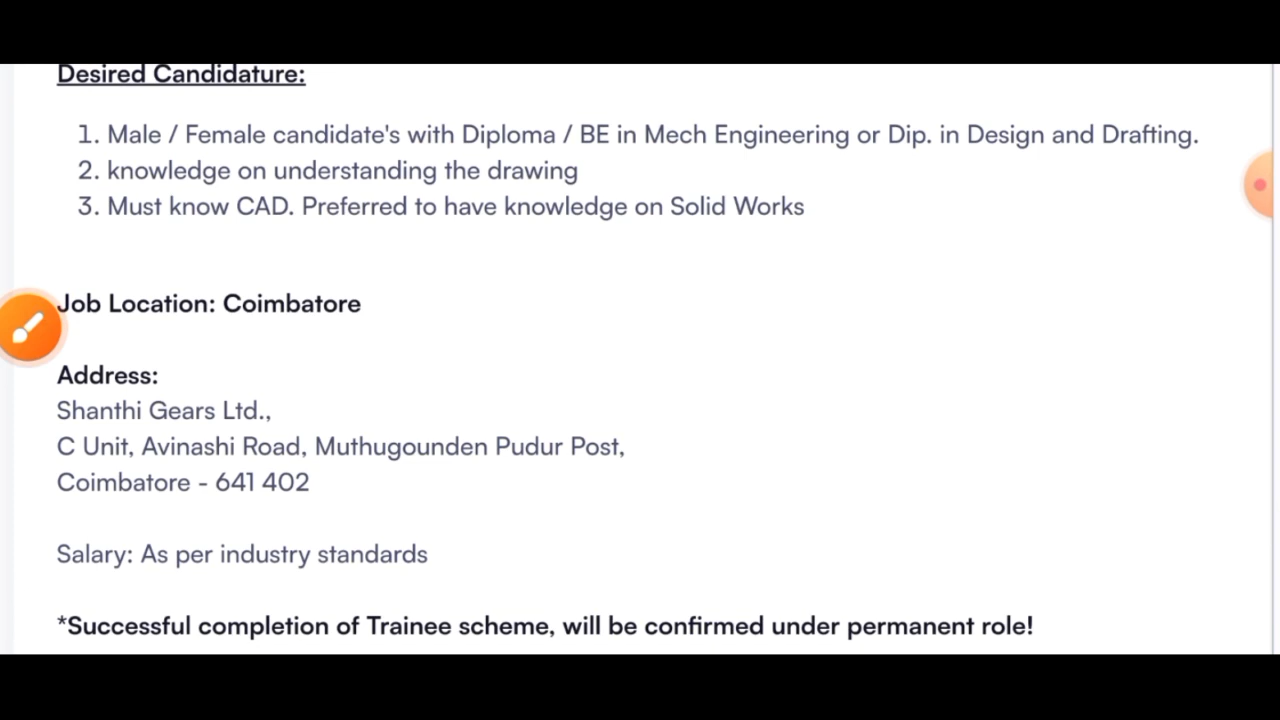 Desired Candidature:
1. Male / Female candidate's with Diploma / BE in Mech Engineering or Dip. in Design and Drafting.
2. knowledge on understanding the drawing
3. Must know CAD. Preferred to have knowledge on Solid Works
Job Location: Coimbatore
Address:
Shanthi Gears Ltd.,
C Unit, Avinashi Road, Muthugounden Pudur Post,
Coimbatore - 641 402
Salary: As per industry standards
*Successful completion of Trainee scheme, will be confirmed under permanent role!